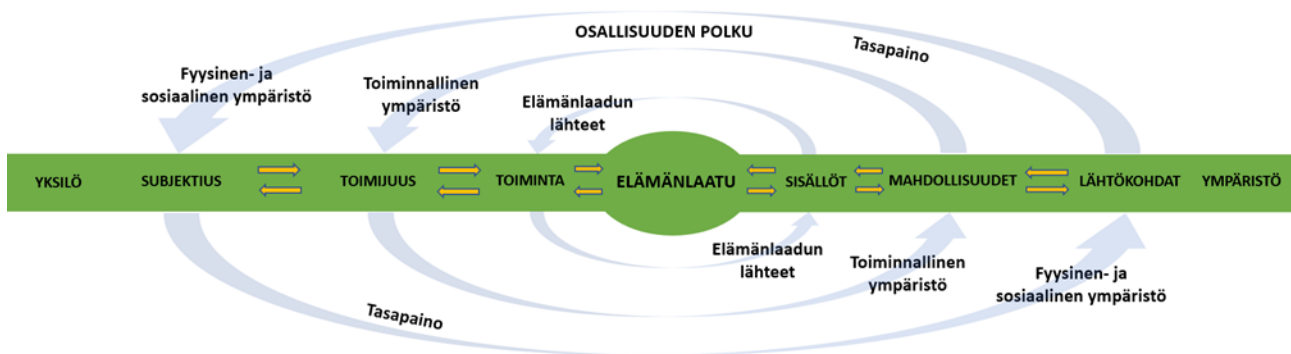 OSALLISUUDEN POLKU
Tasapaino
Fyysinen- ja
sosiaalinen ympäristö
Toiminnallinen
ympäristö
Elämänlaadun
lähteet
YKSILÖ
SUBJEKTIUS
TOIMIJUUS
TOIMINTA
ELÄMÄNLAATU
SISÄLLÖT
MAHDOLLISUUDET
LÄHTÖKOHDAT
YMPÄRISTÖ
Elämänlaadun
lähteet
Toiminnallinen
ympäristö
Fyysinen- ja
sosiaalinen ympäristö
Tasapaino